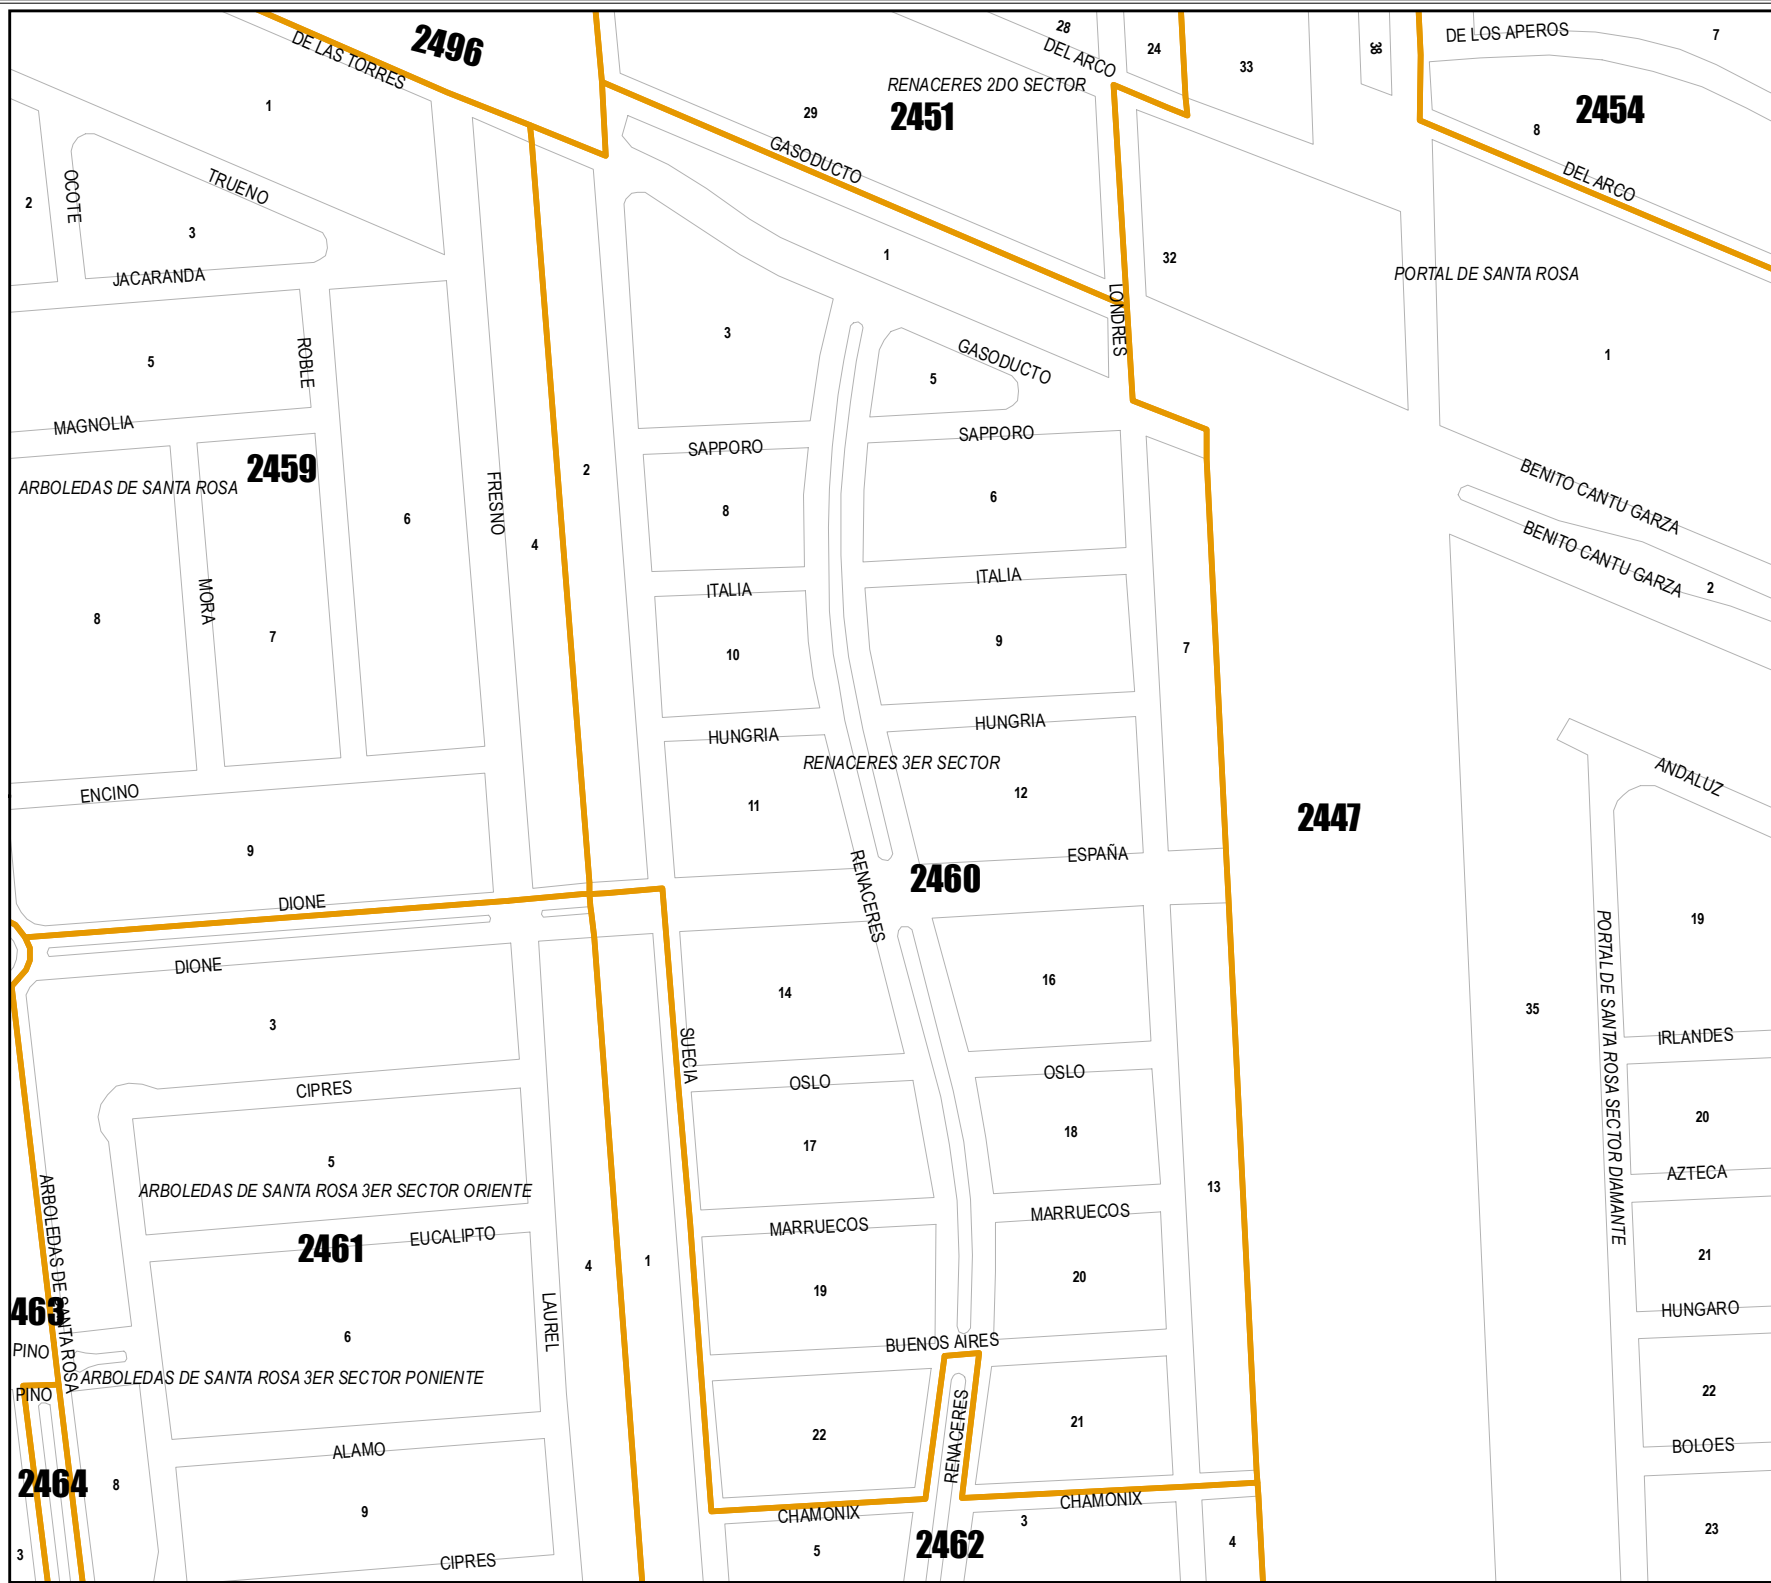 28
DE LOS APEROS
7
DE LAS TORRES
2496
DEL ARCO
24
33
38
RENACERES 2DO SECTOR
1
29
2451
2454
8
GASODUCTO
DEL ARCO
OCOTE
TRUENO
2
3
JACARANDA
1
32
PORTAL DE SANTA ROSA
LONDRES
3
GASODUCTO
1
5
ROBLE
5
MAGNOLIA
SAPPORO
SAPPORO
2459
ARBOLEDAS DE SANTA ROSA
FRESNO
2
BENITO CANTU GARZA
6
8
6
4
BENITO CANTU GARZA
ITALIA
ITALIA
2
MORA
8
7
10
9
7
HUNGRIA
HUNGRIA
RENACERES 3ER SECTOR
ANDALUZ
ENCINO
11
12
2447
9
RENACERES
ESPAÑA
2460
DIONE
19
DIONE
14
16
35
PORTAL DE SANTA ROSA SECTOR DIAMANTE
3
SUECIA
IRLANDES
CIPRES
OSLO
OSLO
20
5
17
18
AZTECA
ARBOLEDAS DE SANTA ROSA 3ER SECTOR ORIENTE
13
ARBOLEDAS DE SANTA ROSA
MARRUECOS
MARRUECOS
2461
EUCALIPTO
21
4
1
19
20
463
HUNGARO
LAUREL
6
PINO
BUENOS AIRES
ARBOLEDAS DE SANTA ROSA 3ER SECTOR PONIENTE
PINO
22
RENACERES
22
21
ALAMO
BOLOES
2464
8
9
CHAMONIX
CHAMONIX
3
23
3
CIPRES
5
2462
4